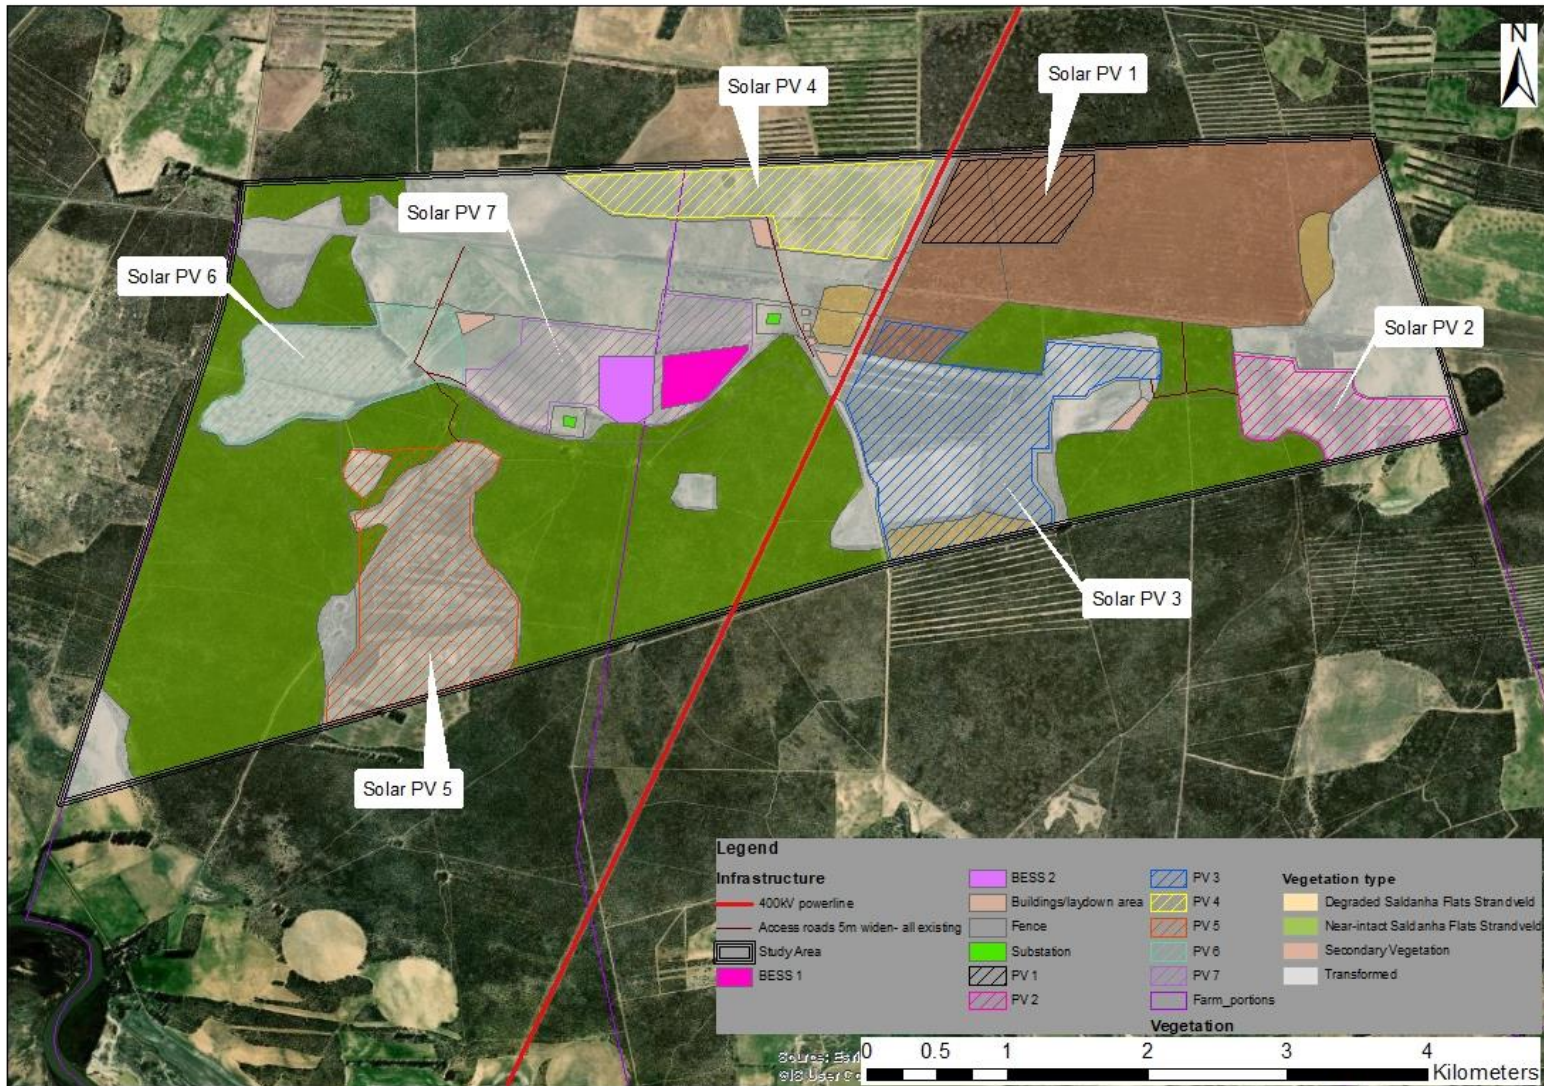 N
Solar PV 1
Solar PV 4
Solar PV 7
Solar PV 6
Solar PV 2
Solar PV 3
Solar PV 5
Legend
Infrastructure
400kV powerline
Access roads 5m widen- all existing
Study Area
BESS 1
BESS 2
Buildings/laydown area
Fence
Substation
PV 1
PV 2
PV 3
PV 4
PV 5
PV 6
PV 7
Farm_portions
Vegetation
Vegetation type
Degraded Saldanha Flats Strandveld
Near-intact Saldanha Flats Strandveld
Secondary Vegetation
Transformed
Source: Esri
GIS User
0 0.5 1 2 3 4
Kilometers